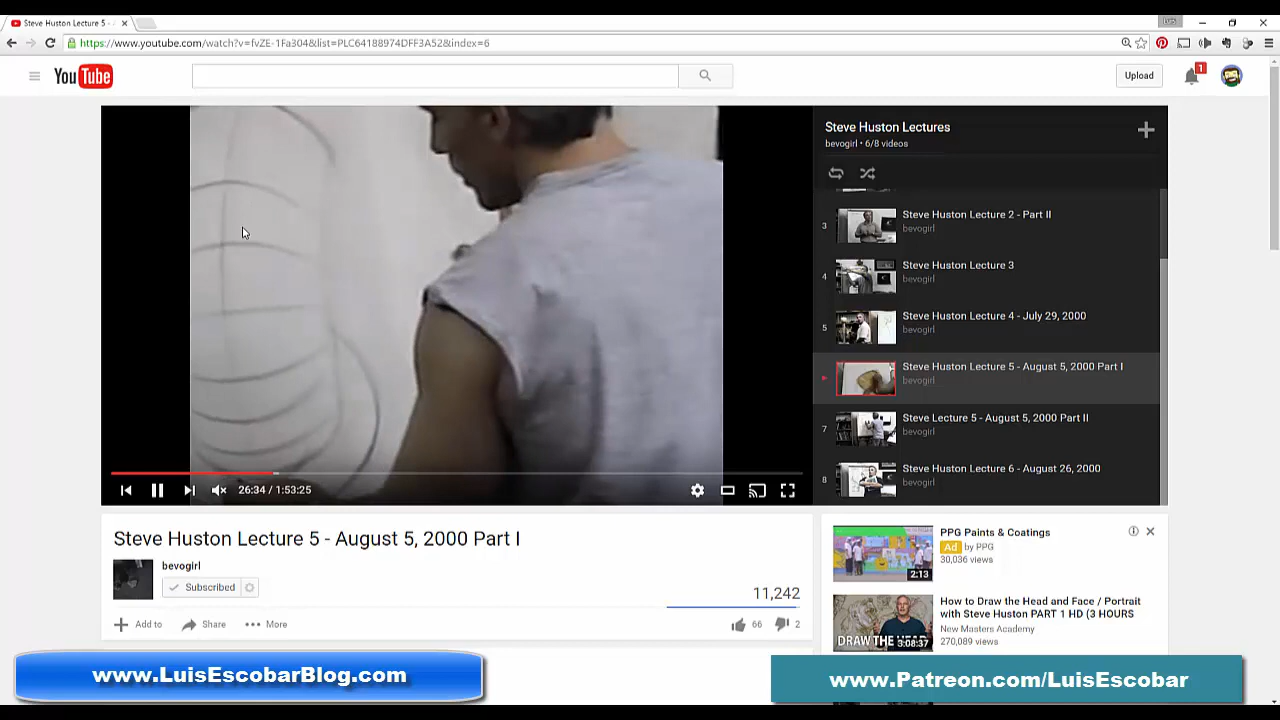 Steve Huston Lecture 5 -
https://www.youtube.com/watch?v=fvZE-1Fa304&list=PLC64188974DFF3A52&index=6
YouTube
Upload
1
Steve Huston Lectures
bevogirl • 6/8 videos
3
Steve Huston Lecture 2 - Part II
bevogirl
4
Steve Huston Lecture 3
bevogirl
5
Steve Huston Lecture 4 - July 29, 2000
bevogirl
Steve Huston Lecture 5 - August 5, 2000 Part I
bevogirl
7
Steve Lecture 5 - August 5, 2000 Part II
bevogirl
8
Steve Huston Lecture 6 - August 26, 2000
bevogirl
26:34 / 1:53:25
Steve Huston Lecture 5 - August 5, 2000 Part I
bevogirl
Subscribed
11,242
Add to
Share
More
66
2
PPG Paints & Coatings
Ad by PPG
30,036 views
2:13
How to Draw the Head and Face / Portrait
with Steve Huston PART 1 HD (3 HOURS
New Masters Academy
270,089 views
DRAW THE HEAD
3:08:37
www.LuisEscobarBlog.com
www.Patreon.com/LuisEscobar